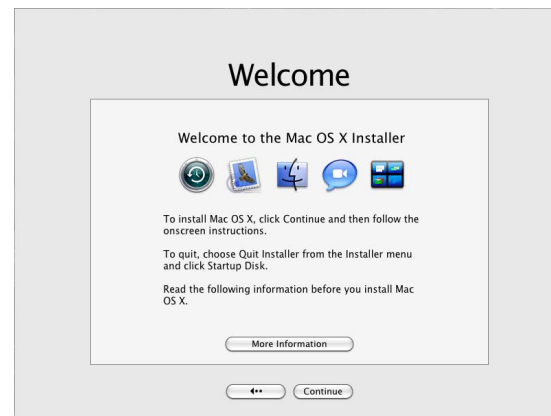 Welcome
Welcome to the Mac OS X Installer
To install Mac OS X, click Continue and then follow the
onscreen instructions.
To quit, choose Quit Installer from the Installer menu
and click Startup Disk.
Read the following information before you install Mac
OS X.
More Information
Continue